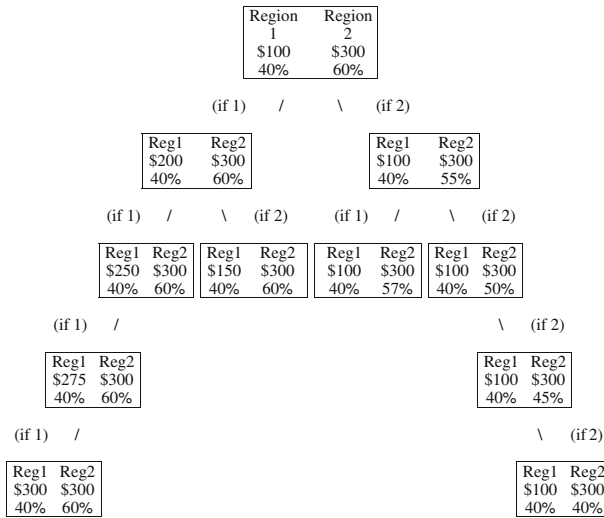 Region Region
1 2
$100 $300
40% 60%
(if 1) / \ (if 2)
Reg1 Reg2 Reg1 Reg2
$200 $300 $100 $300
40% 60% 40% 55%
(if 1) / \ (if 2) (if 1) / \ (if 2)
Reg1 Reg2 Reg1 Reg2 Reg1 Reg2 Reg1 Reg2
$250 $300 $150 $300 $100 $300 $100 $300
40% 60% 40% 60% 40% 57% 40% 50%
(if 1) / \ (if 2)
Reg1 Reg2 Reg1 Reg2
$275 $300 $100 $300
40% 60% 40% 45%
(if 1) / \ (if 2)
Reg1 Reg2 Reg1 Reg2
$300 $300 $100 $300
40% 60% 40% 40%